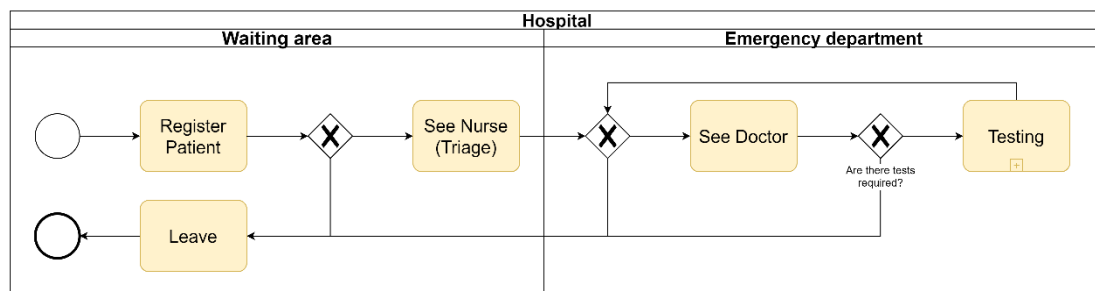 Hospital
Waiting area
Emergency department
Register
Patient
See Nurse
(Triage)
See Doctor
Testing
Are there tests
required?
Leave